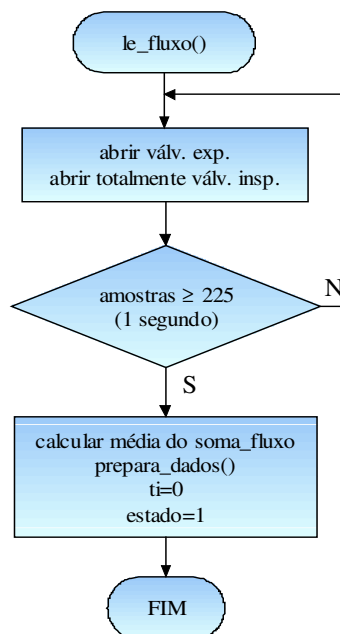 le_fluxo()
abrir válv. exp.
abrir totalmente válv. insp.
amostras ≥ 225
(1 segundo)
N
S
calcular média do soma_fluxo
prepara_dados()
ti=0
estado=1
FIM